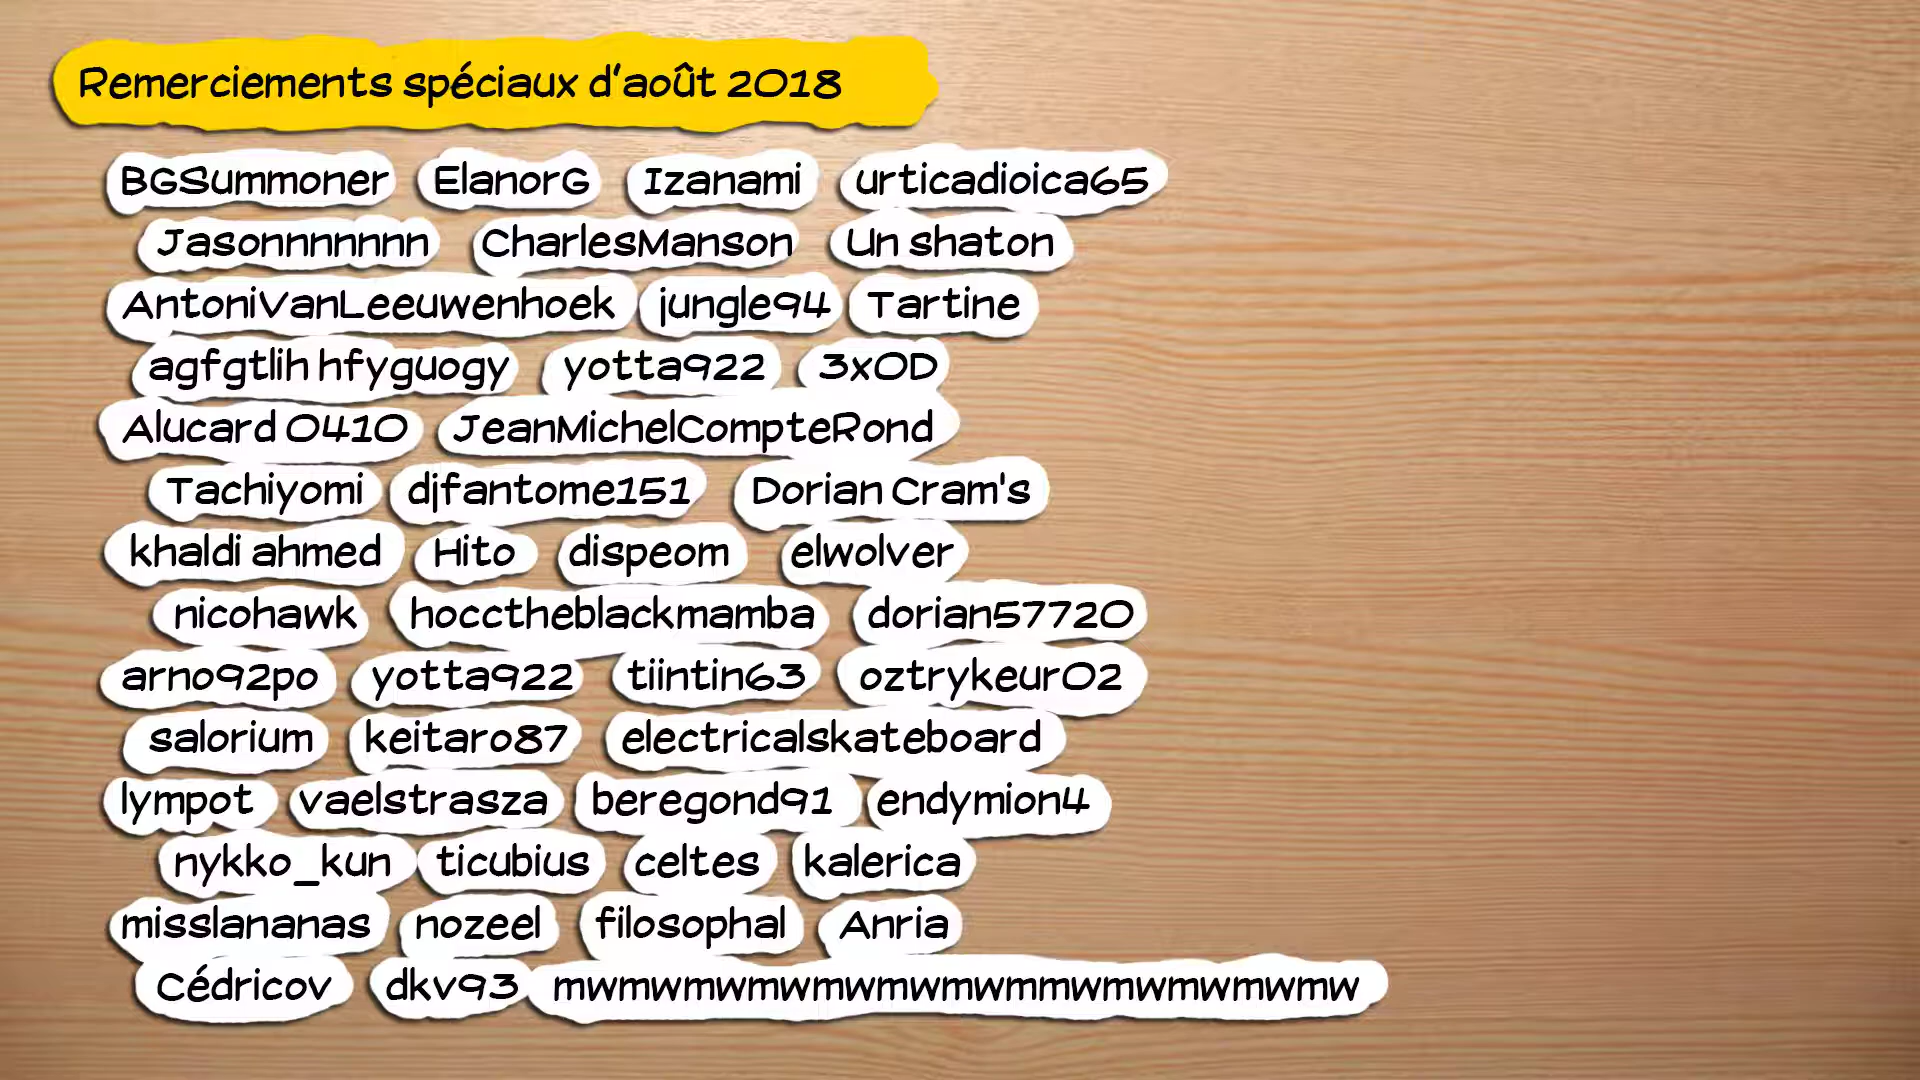 Remerciements spéciaux d'août 2018
BGSummoner ElanorG Izanami urticadioica65
Jasonnnnnnn CharlesManson Un shaton
AntoniVanLeeuwenhoek jungle94 Tartine
agfgtlih hfyguogy yotta922 3xOD
Alucard 0410 JeanMichelCompteRond
Tachiyomi djfantome151 Dorian Cram's
khaldi ahmed Hito dispeom elwolver
nicohawk hocctheblackmamba dorian57720
arno92po yotta922 tiintin63 oztrykeur02
salorium keitaro87 electricalskateboard
lympot vaelstrasza beregond91 endymion4
nykko_kun ticubius celtes kalerica
misslananas nozeel filosophal Anria
Cédricov dkv93 mwmwmwmwmwmwmwmmwmwmwmwmw